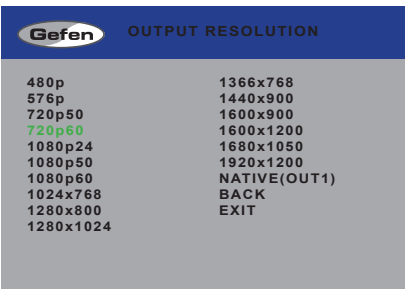 Gefen
OUTPUT RESOLUTION
480p
576p
720p50
720p60
1080p24
1080p50
1080p60
1024x768
1280x800
1280x1024
1366x768
1440x900
1600x900
1600x1200
1680x1050
1920x1200
NATIVE(OUT1)
BACK
EXIT